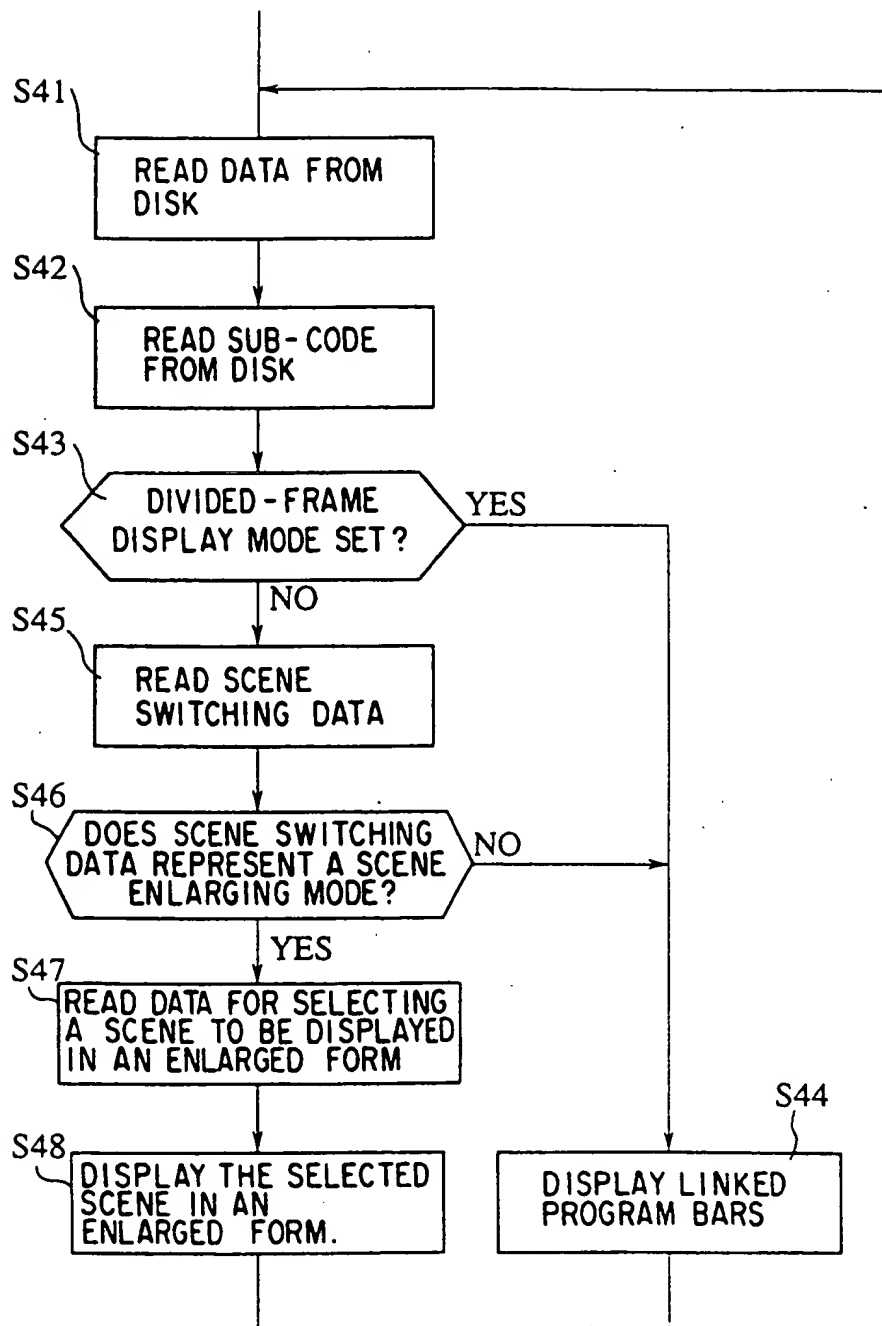 S41
READ DATA FROM
DISK
S42
READ SUB-CODE
FROM DISK
S43
DIVIDED-FRAME
DISPLAY MODE SET?
YES
NO
S45
READ SCENE
SWITCHING DATA
S46
DOES SCENE SWITCHING
DATA REPRESENT A SCENE
ENLARGING MODE?
NO
YES
S47
READ DATA FOR SELECTING
A SCENE TO BE DISPLAYED
IN AN ENLARGED FORM
S48
DISPLAY THE SELECTED
SCENE IN AN
ENLARGED FORM.
S44
DISPLAY LINKED
PROGRAM BARS